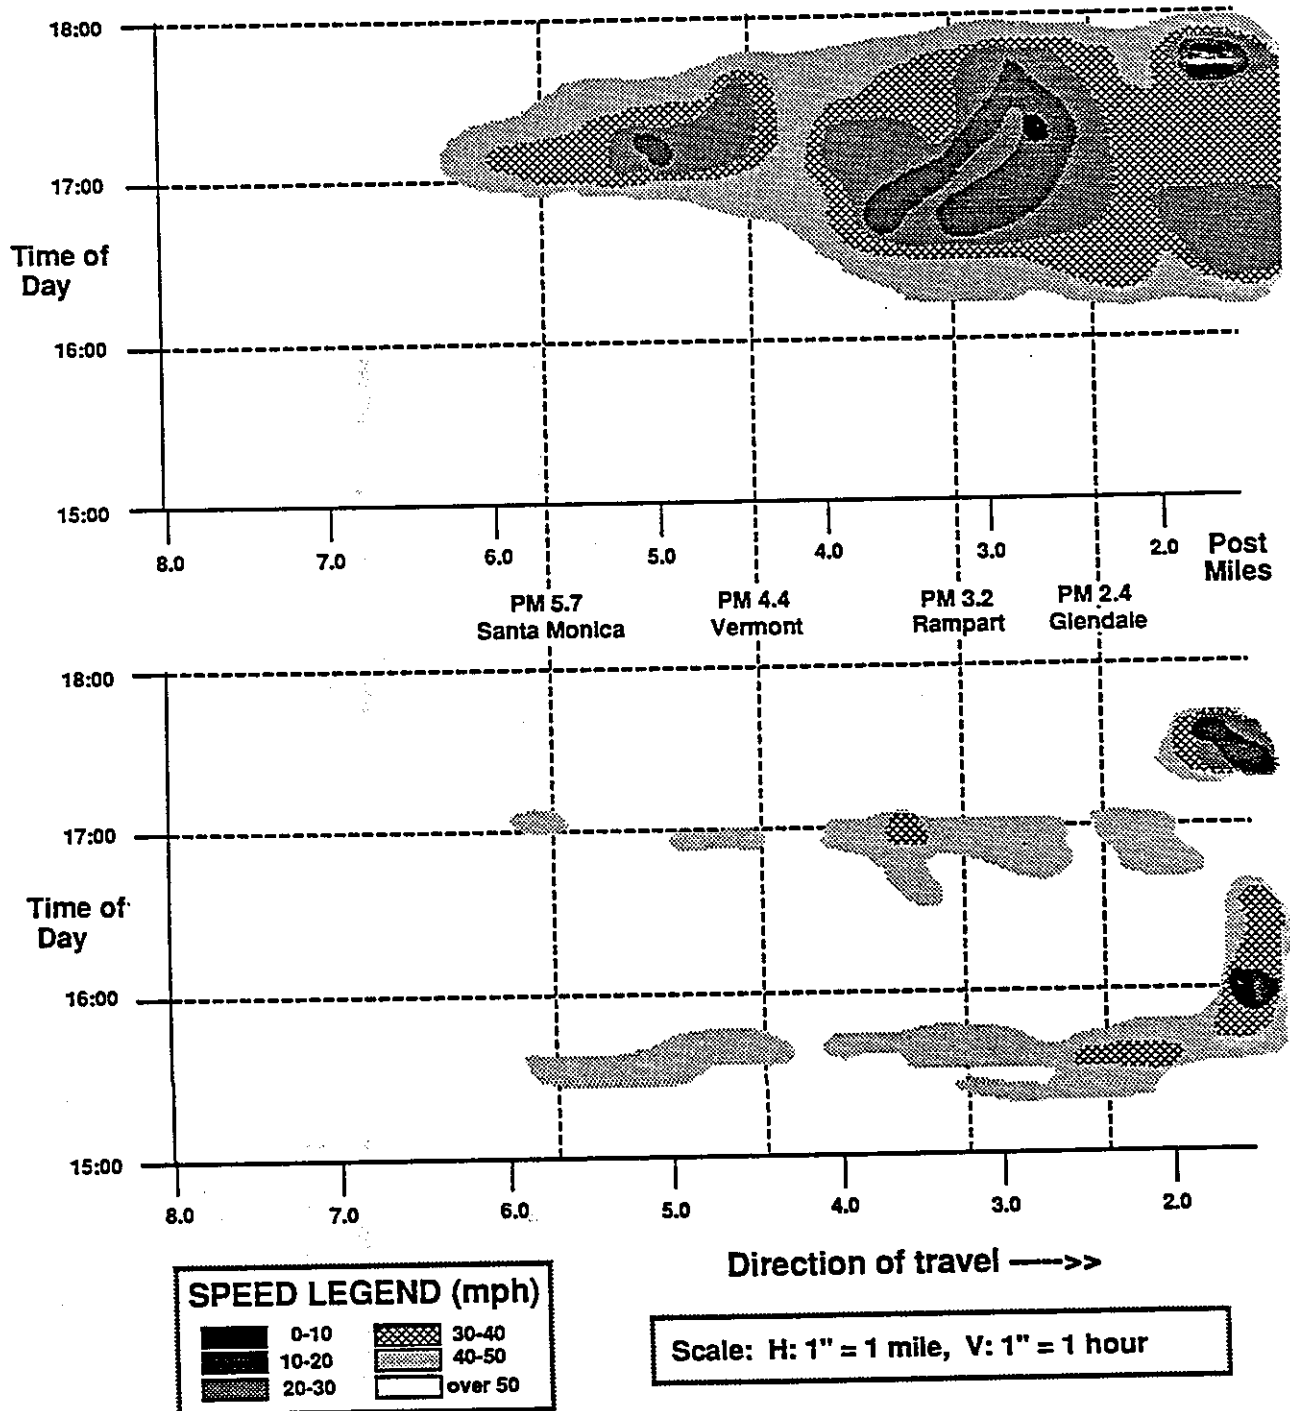 18:00
17:00
Time of
Day
16:00
15:00
8.0
7.0
6.0
5.0
4.0
3.0
2.0
Post
Miles
PM 5.7
Santa Monica
PM 4.4
Vermont
PM 3.2
Rampart
PM 2.4
Glendale
18:00
17:00
Time of
Day
16:00
15:00
8.0
7.0
6.0
5.0
4.0
3.0
2.0
Direction of travel ---->>
SPEED LEGEND (mph)
0-10
30-40
10-20
40-50
20-30
over 50
Scale: H: 1" = 1 mile, V: 1" = 1 hour